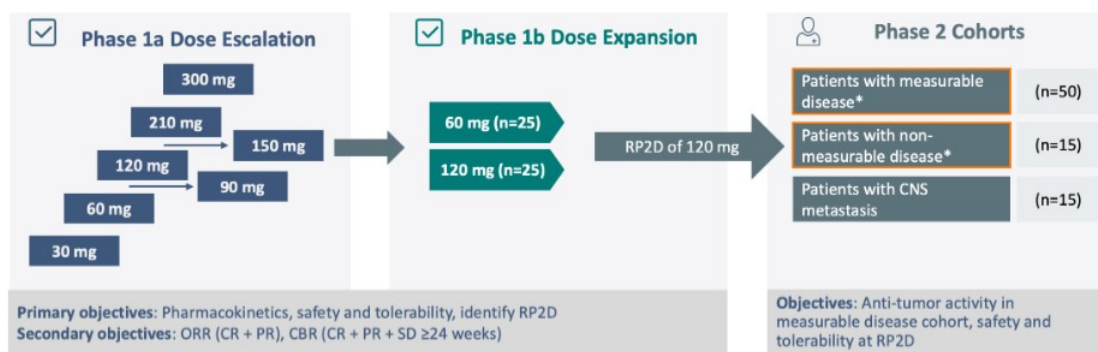 Phase 1a Dose Escalation
300 mg
210 mg
150 mg
120 mg
90 mg
60 mg
30 mg
Phase 1b Dose Expansion
60 mg (n=25)
120 mg (n=25)
RP2D of 120 mg
Phase 2 Cohorts
Patients with measurable
disease*
(n=50)
Patients with non-
measurable disease*
(n=15)
Patients with CNS
metastasis
(n=15)
Primary objectives: Pharmacokinetics, safety and tolerability, identify RP2D
Secondary objectives: ORR (CR + PR), CBR (CR + PR + SD ≥24 weeks)
Objectives: Anti-tumor activity in
measurable disease cohort, safety and
tolerability at RP2D